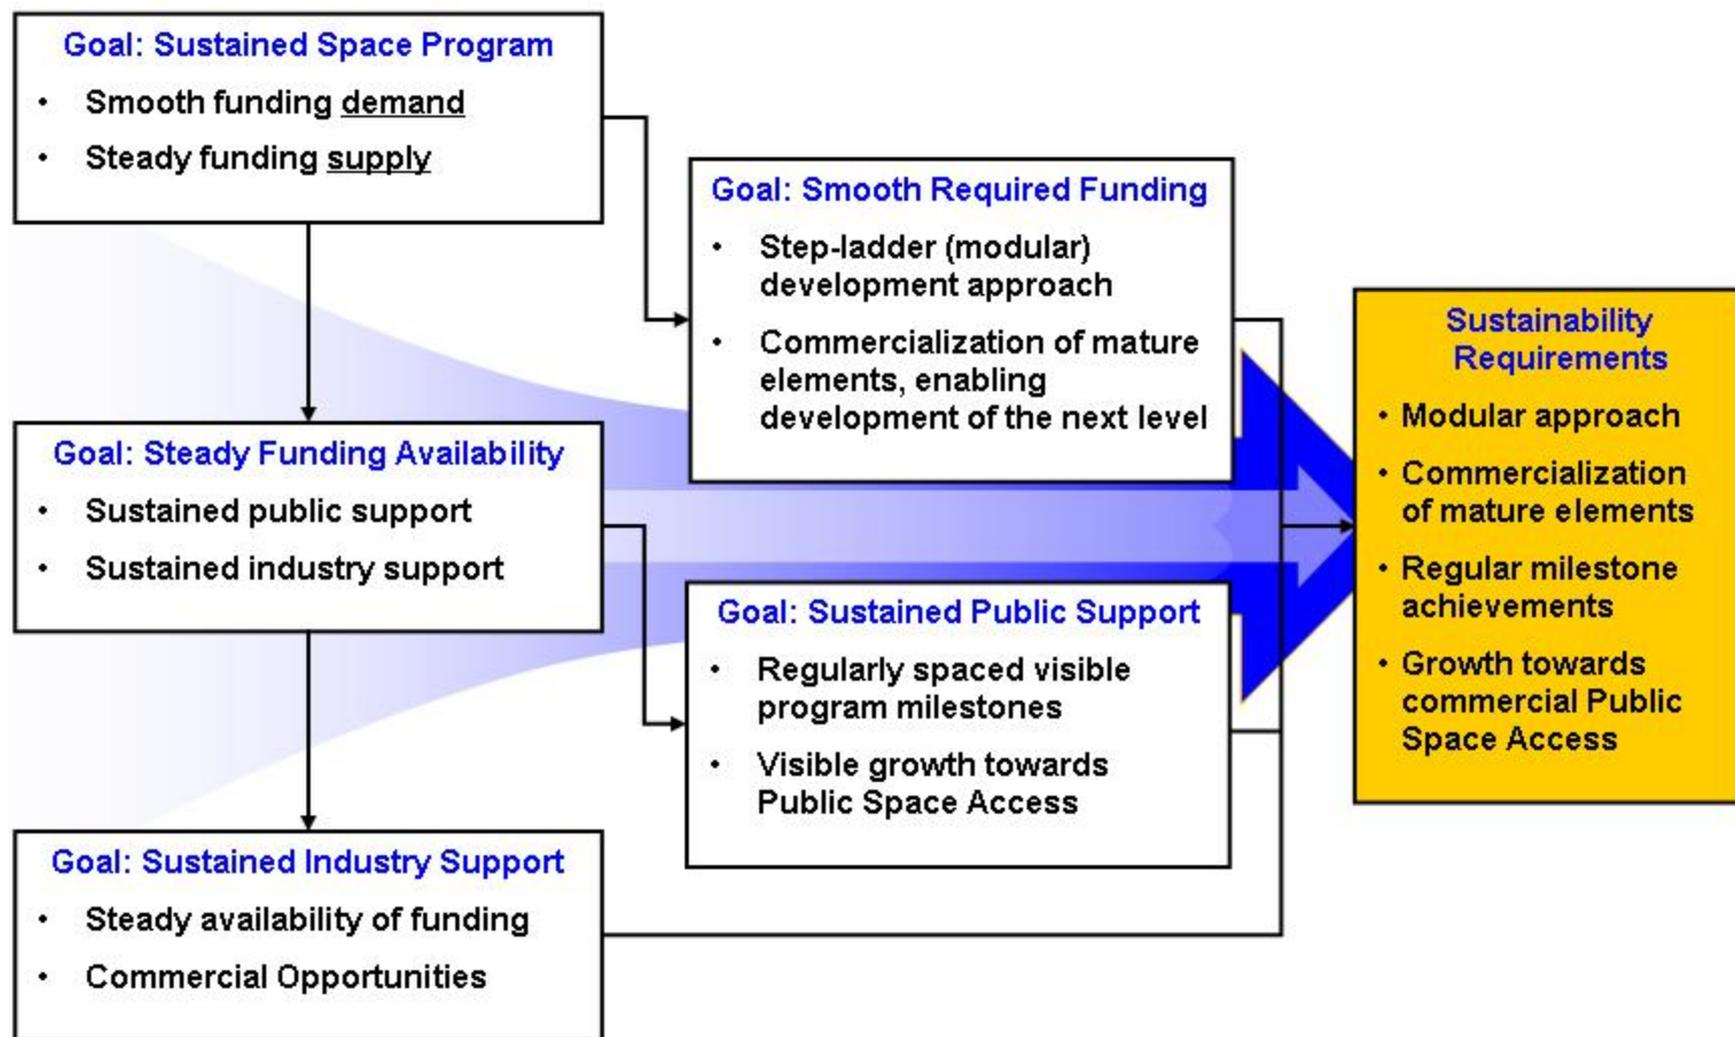 Goal: Sustained Space Program
• Smooth funding demand
• Steady funding supply
Goal: Smooth Required Funding
• Step-ladder (modular)
development approach
• Commercialization of mature
elements, enabling
development of the next level
Goal: Steady Funding Availability
• Sustained public support
• Sustained industry support
Goal: Sustained Public Support
• Regularly spaced visible
program milestones
• Visible growth towards
Public Space Access
Goal: Sustained Industry Support
• Steady availability of funding
• Commercial Opportunities
Sustainability
Requirements
• Modular approach
• Commercialization
of mature elements
• Regular milestone
achievements
• Growth towards
commercial Public
Space Access